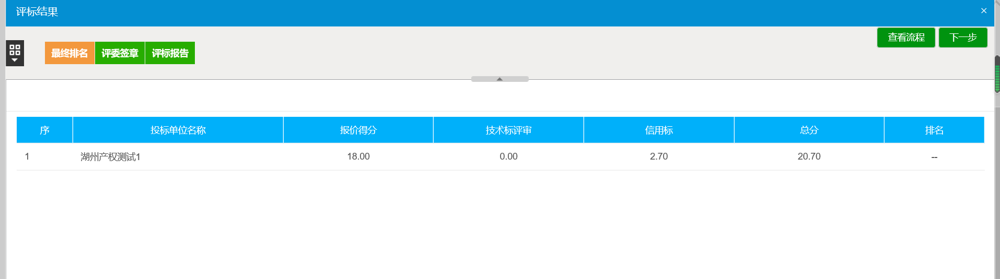 评标结果
查看流程 下一步
最终排名 评委签章 评标报告
序 投标单位名称 报价得分 技术标评审 信用标 总分 排名
1 湖州产权测试1 18.00 0.00 2.70 20.70 --